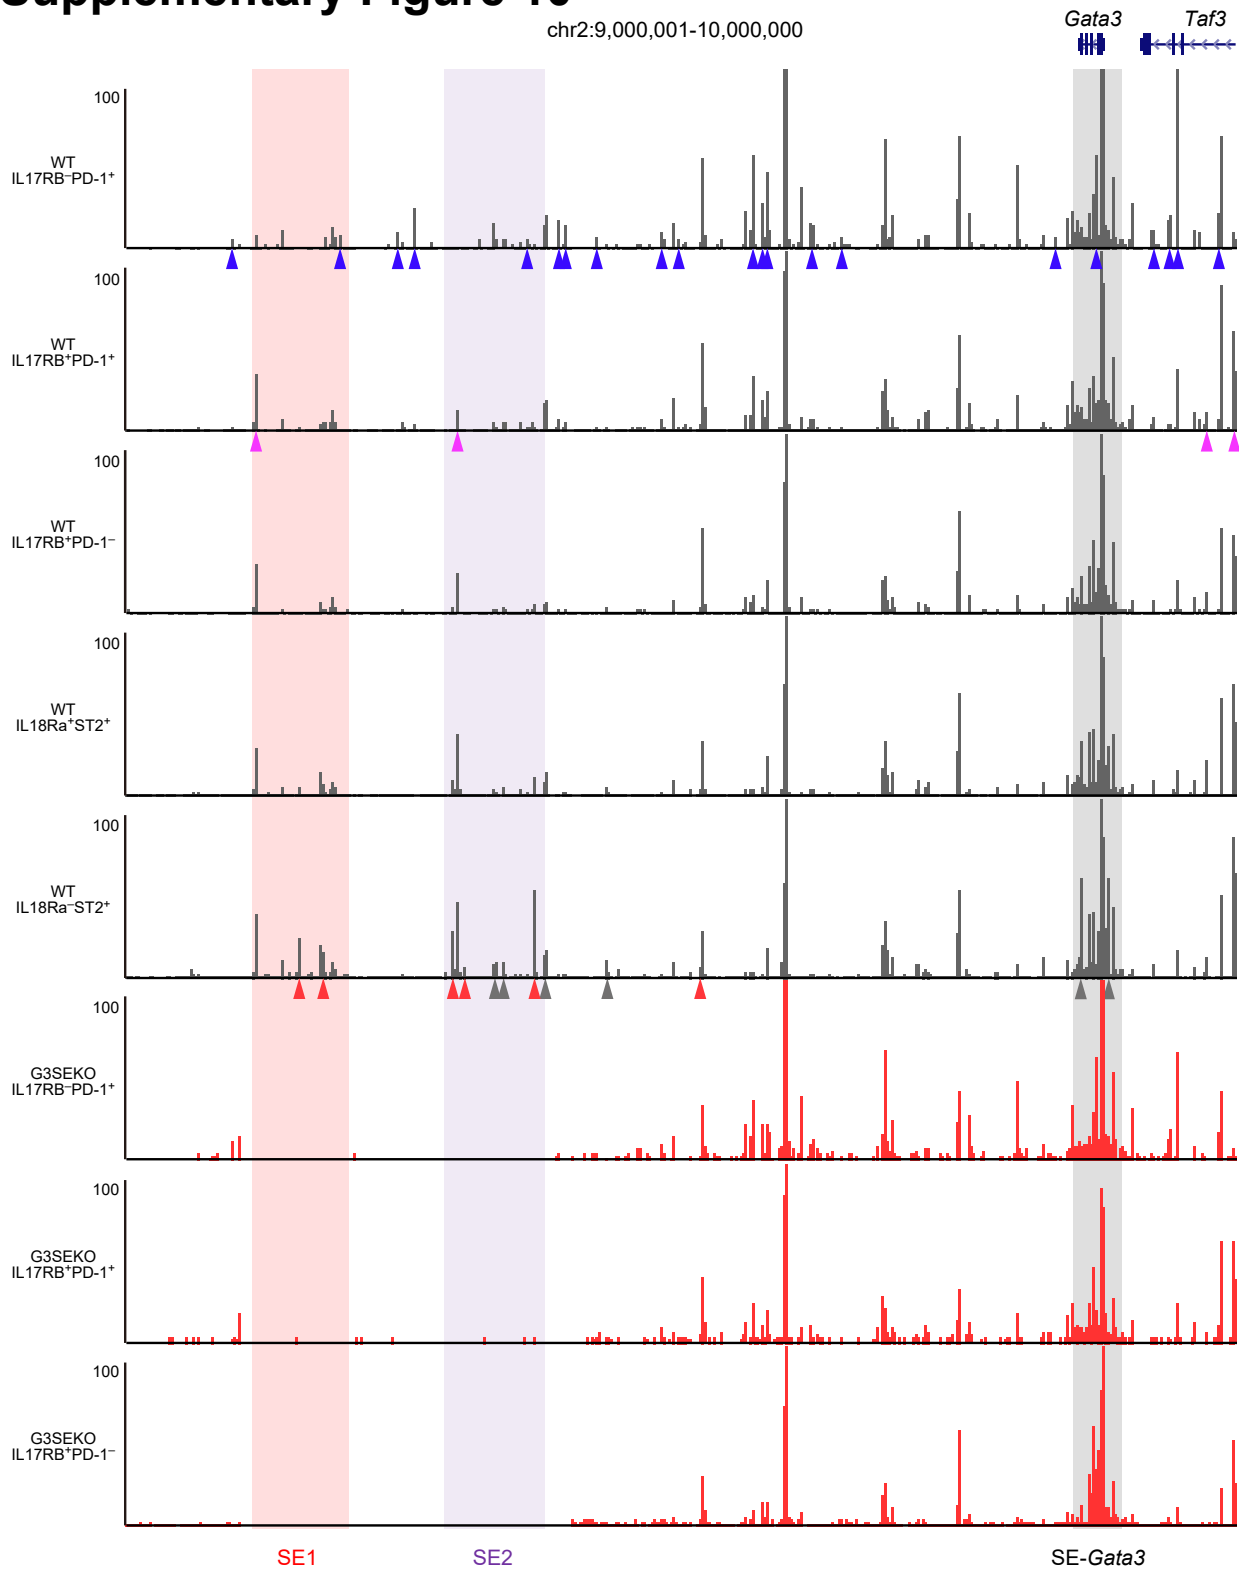 chr2:9,000,001-10,000,000
Gata3
Taf3
100
WT
IL17RB⁻PD-1⁺
100
WT
IL17RB⁺PD-1⁺
100
WT
IL17RB⁺PD-1⁻
100
WT
IL18Ra⁺ST2⁺
100
WT
IL18Ra⁻ST2⁺
100
G3SEKO
IL17RB⁻PD-1⁺
100
G3SEKO
IL17RB⁺PD-1⁺
100
G3SEKO
IL17RB⁺PD-1⁻
SE1
SE2
SE-Gata3